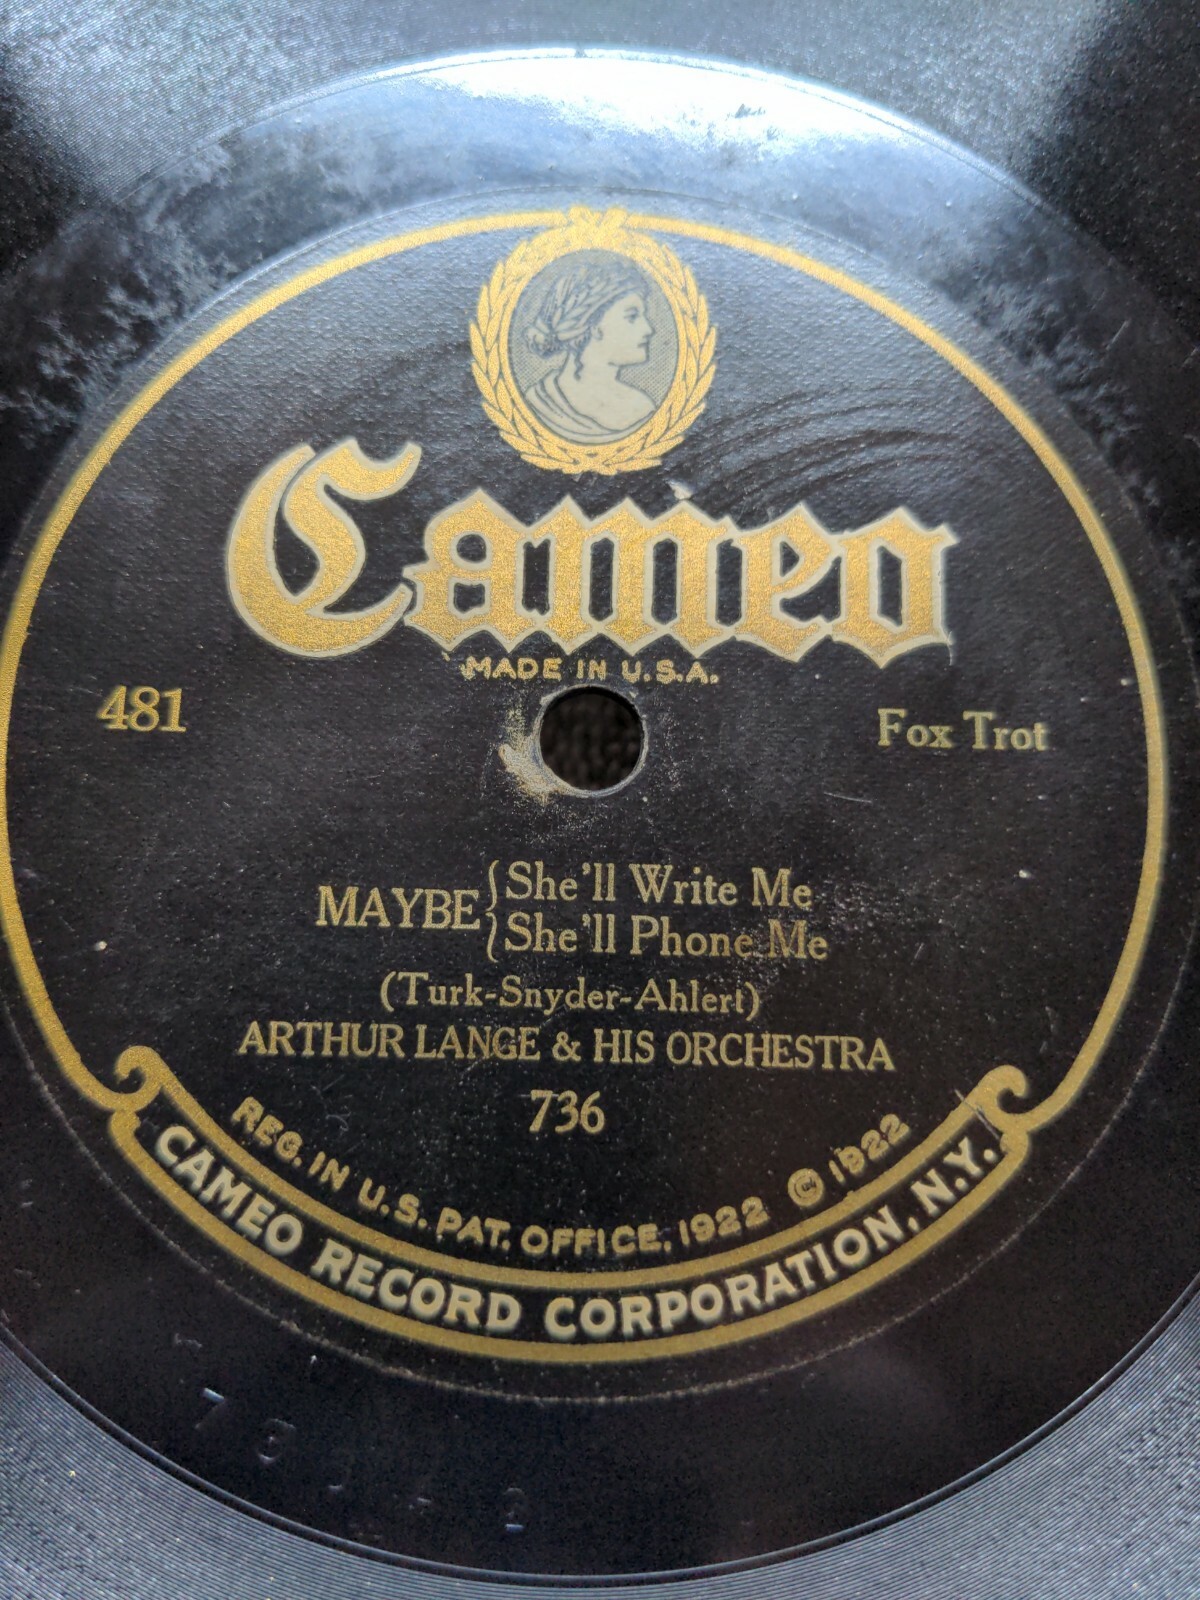 Cameo
MADE IN U.S.A.
481
Fox Trot
MAYBE { She'll Write Me
She'll Phone Me
(Turk-Snyder-Ahlert)
ARTHUR LANGE & HIS ORCHESTRA
736
REG. IN U.S. PAT. OFFICE, 1922 © 1922
CAMEO RECORD CORPORATION, N.Y.